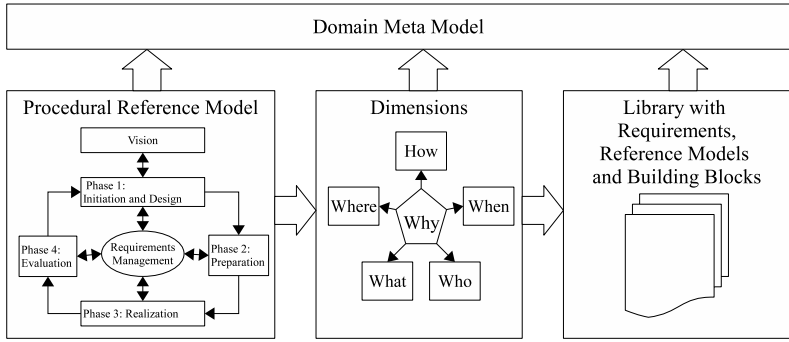 Domain Meta Model
Procedural Reference Model
Vision
Phase 1:
Initiation and Design
Phase 4:
Evaluation
Requirements
Management
Phase 2:
Preparation
Phase 3: Realization
Dimensions
How
Where
Why
When
What
Who
Library with
Requirements,
Reference Models
and Building Blocks